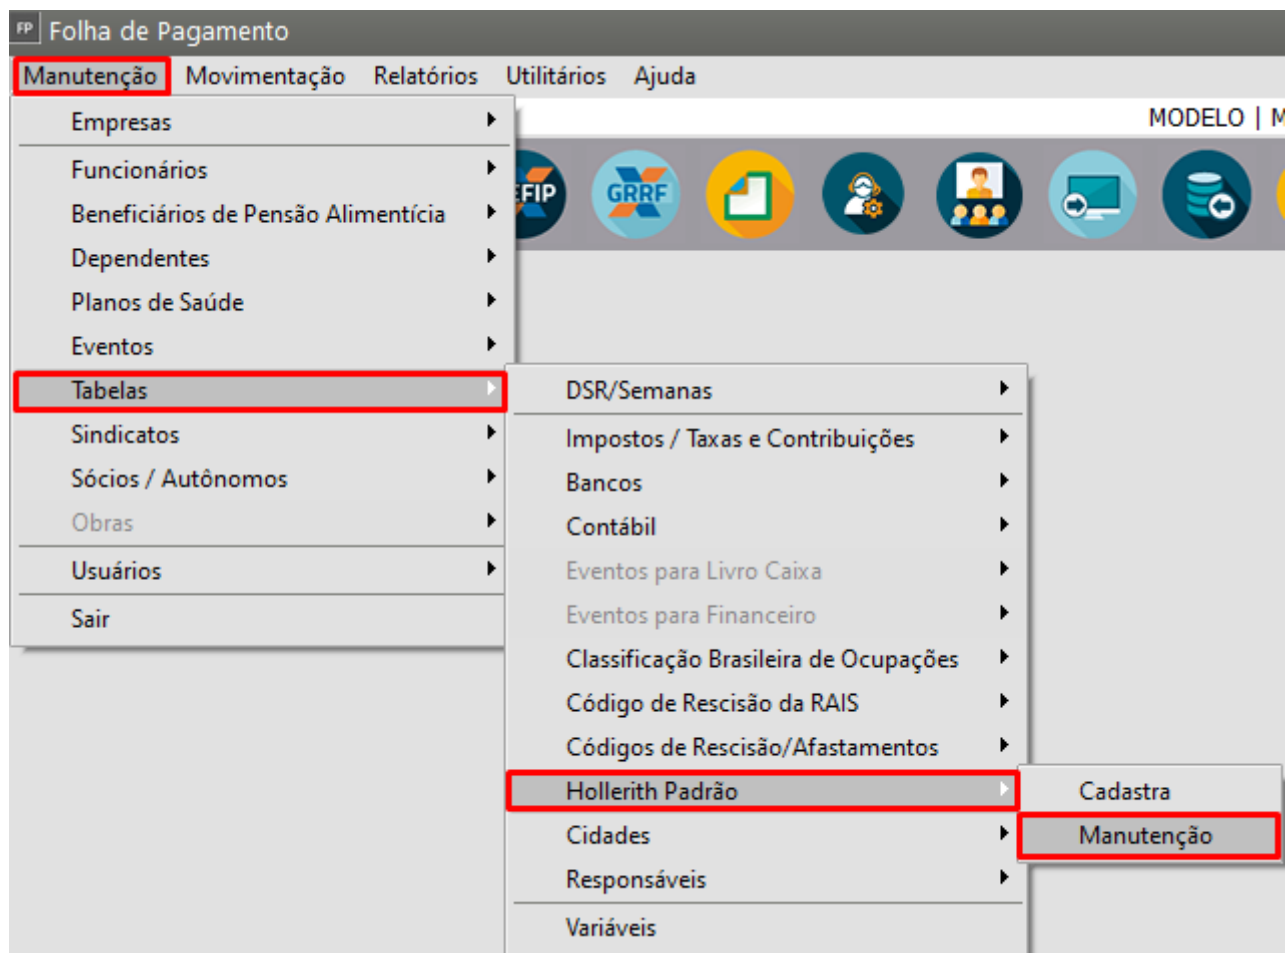 FP Folha de Pagamento
Manutenção Movimentação Relatórios Utilitários Ajuda
MODELO | M
Empresas
Funcionários
Beneficiários de Pensão Alimentícia
Dependentes
Planos de Saúde
Eventos
Tabelas
Sindicatos
Sócios / Autônomos
Obras
Usuários
Sair
EFIP
GRRF
DSR/Semanas
Impostos / Taxas e Contribuições
Bancos
Contábil
Eventos para Livro Caixa
Eventos para Financeiro
Classificação Brasileira de Ocupações
Código de Rescisão da RAIS
Códigos de Rescisão/Afastamentos
Hollerith Padrão
Cidades
Responsáveis
Variáveis
Cadastra
Manutenção